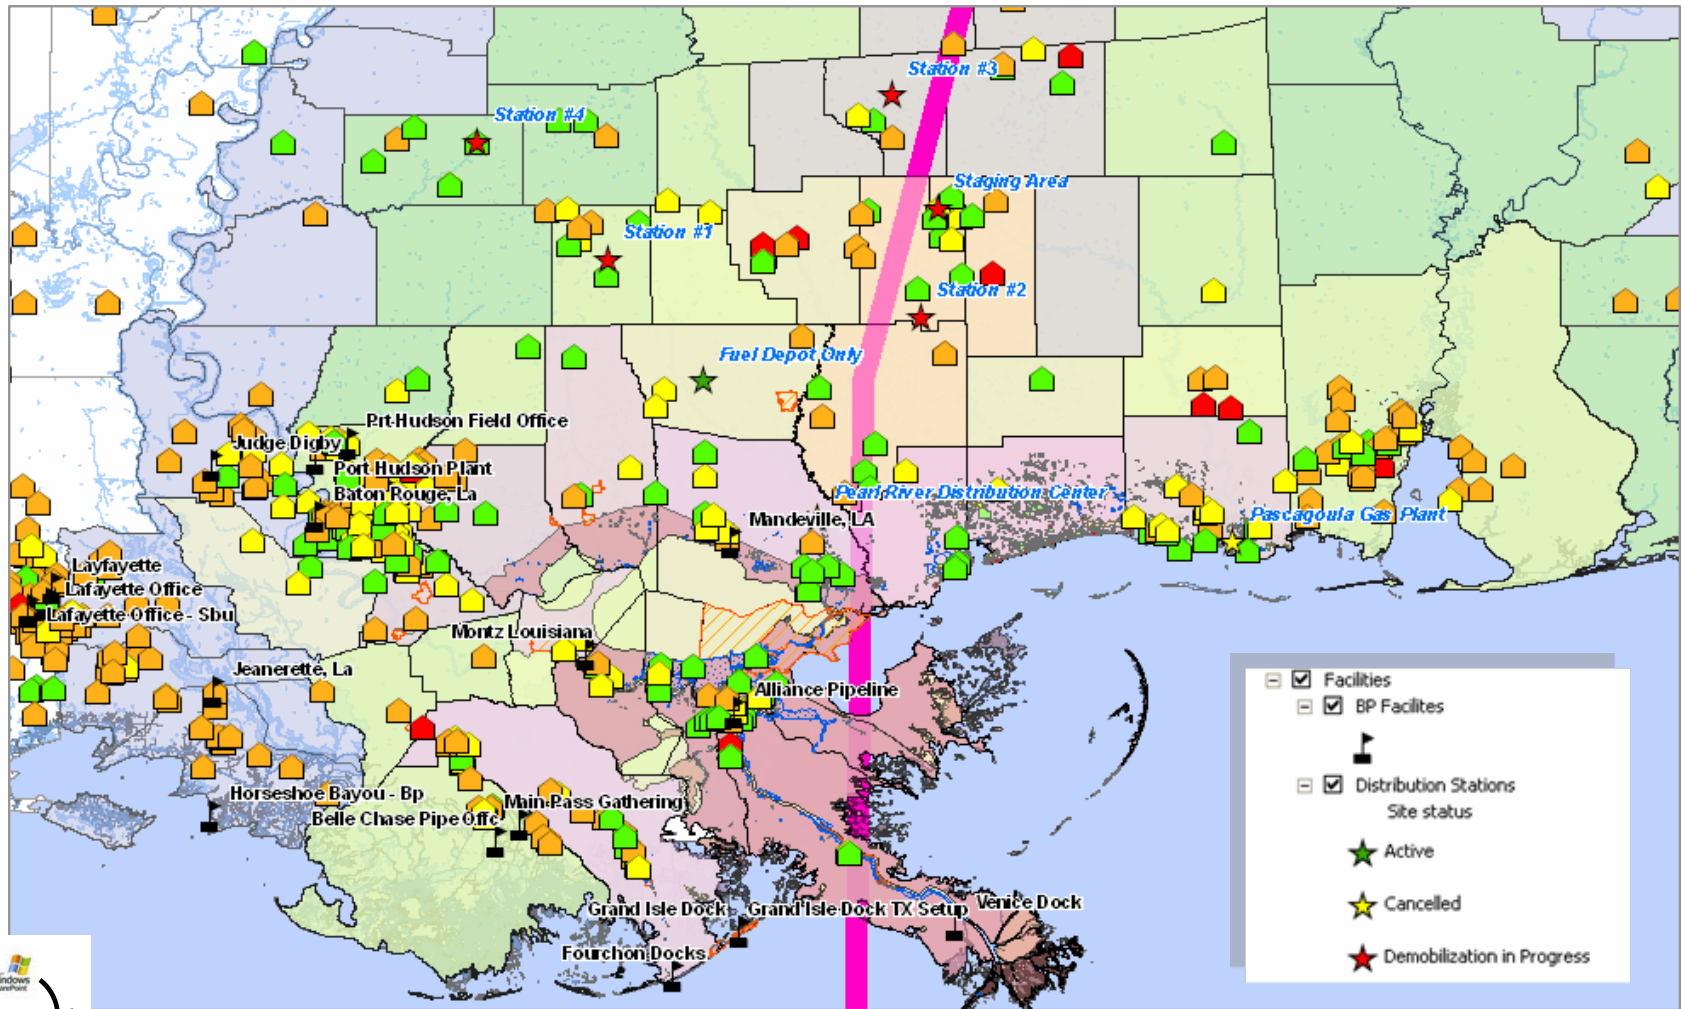 Station #3
Station #4
Staging Area
Station #1
Station #2
Fuel Depot Only
Prt-Hudson Field Office
Judge Digby
Port Hudson Plant
Baton Rouge, La
Pearl River Distribution Center
Pascagoula Gas Plant
Mandeville, LA
Layfayette
Lafayette Office
Lafayette Office - Sbu
Montz Louisiana
Jeanerette, La
Alliance Pipeline
Horseshoe Bayou - Bp
Main Pass Gathering
Belle Chase Pipe Offc
Grand Isle Dock
Grand Isle Dock TX Setup
Venice Dock
Fourchon Docks
Facilities
BP Facilites
Distribution Stations
Site status
Active
Cancelled
Demobilization in Progress